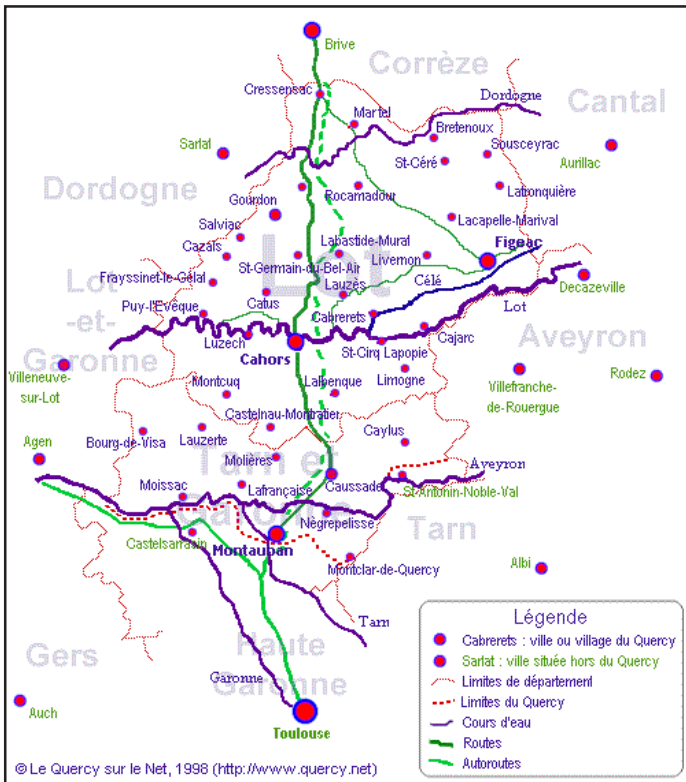 Brive
Corrèze
Cressensac
Dordogne
Cantal
Martel
Bretenoux
Sousceyrac
Sarlat
St-Céré
Aurillac
Dordogne
Rocamadour
Latronquière
Gourdon
Lacapelle-Marival
Salviac
Figeac
Cazals
Labastide-Murat
Lot
St-Germain-du-Bel-Air
Livernon
Frayssinet-le-Gélat
Lauzès
Célé
Decazeville
Lot
-et-
Garonne
Catus
Puy-l'Evêque
Cabrerets
Lot
Aveyron
Luzech
Cajarc
St-Cirq Lapopie
Cahors
Villeneuve-
sur-Lot
Montcuq
Lalbenque
Limogne
Villefranche-
de-Rouergue
Rodez
Castelnau-Montratier
Agen
Bourg-de-Visa
Lauzerte
Caylus
Tarn et
Garonne
Molières
Aveyron
Moissac
Lafrançaise
Caussade
St-Antonin-Noble-Val
Nègrepelisse
Tarn
Castelsarrasin
Montauban
Montclar-de-Quercy
Albi
Tarn
Gers
Haute
Garonne
Garonne
Auch
Toulouse
Légende
Cabrerets : ville ou village du Quercy
Sarlat : ville située hors du Quercy
Limites de département
Limites du Quercy
Cours d'eau
Routes
Autoroutes
© Le Quercy sur le Net, 1998 (http://www.quercy.net)